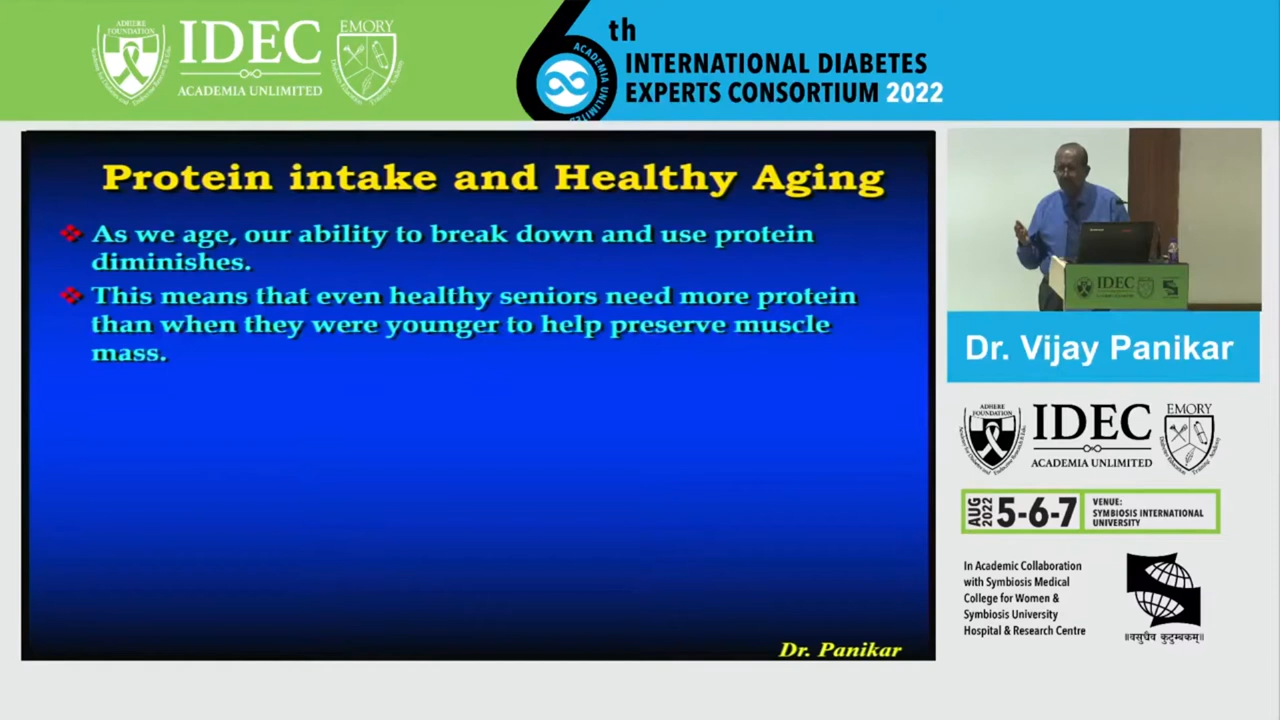 ADHERE
FOUNDATION
IDEC
ACADEMIA UNLIMITED
EMORY
6th
ACADEMIA UNLIMITED
INTERNATIONAL DIABETES
EXPERTS CONSORTIUM 2022
Protein intake and Healthy Aging
As we age, our ability to break down and use protein
diminishes.
This means that even healthy seniors need more protein
than when they were younger to help preserve muscle
mass.
Dr. Panikar
IDEC
Dr. Vijay Panikar
ADHERE
FOUNDATION
IDEC
ACADEMIA UNLIMITED
EMORY
AUG
2022
5-6-7
VENUE:
SYMBIOSIS INTERNATIONAL
UNIVERSITY
In Academic Collaboration
with Symbiosis Medical
College for Women &
Symbiosis University
Hospital & Research Centre
॥वसुधैव कुटुम्बकम्॥